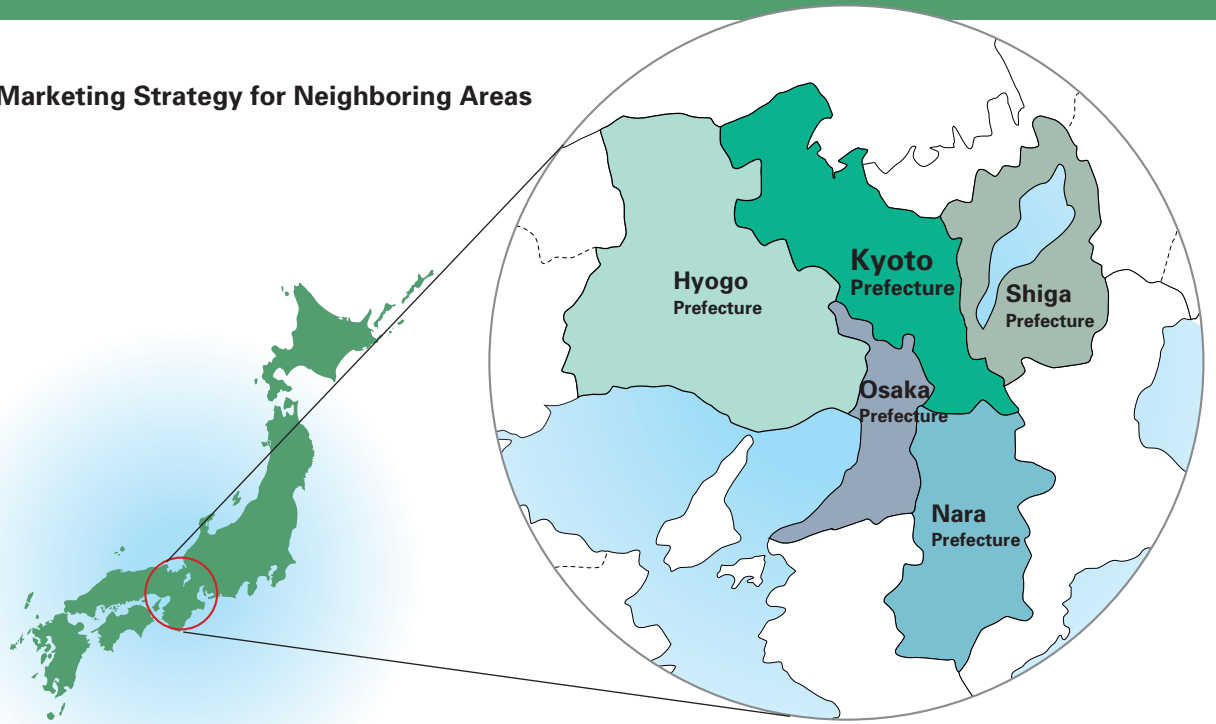 Marketing Strategy for Neighboring Areas
Kyoto
Prefecture
Hyogo
Prefecture
Shiga
Prefecture
Osaka
Prefecture
Nara
Prefecture